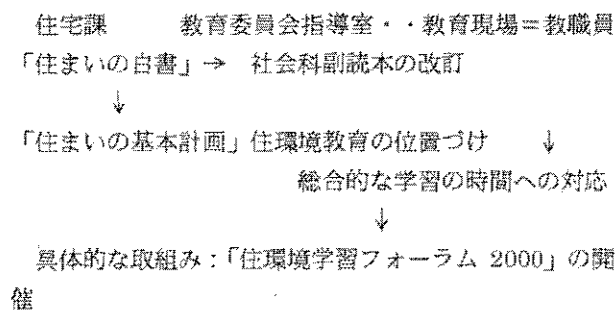 住宅課　　　教育委員会指導室・・教育現場＝教職員
「住まいの白書」→　社会科副読本の改訂
↓
「住まいの基本計画」住環境教育の位置づけ　　↓
総合的な学習の時間への対応
↓
具体的な取組み：「住環境学習フォーラム 2000」の開
催